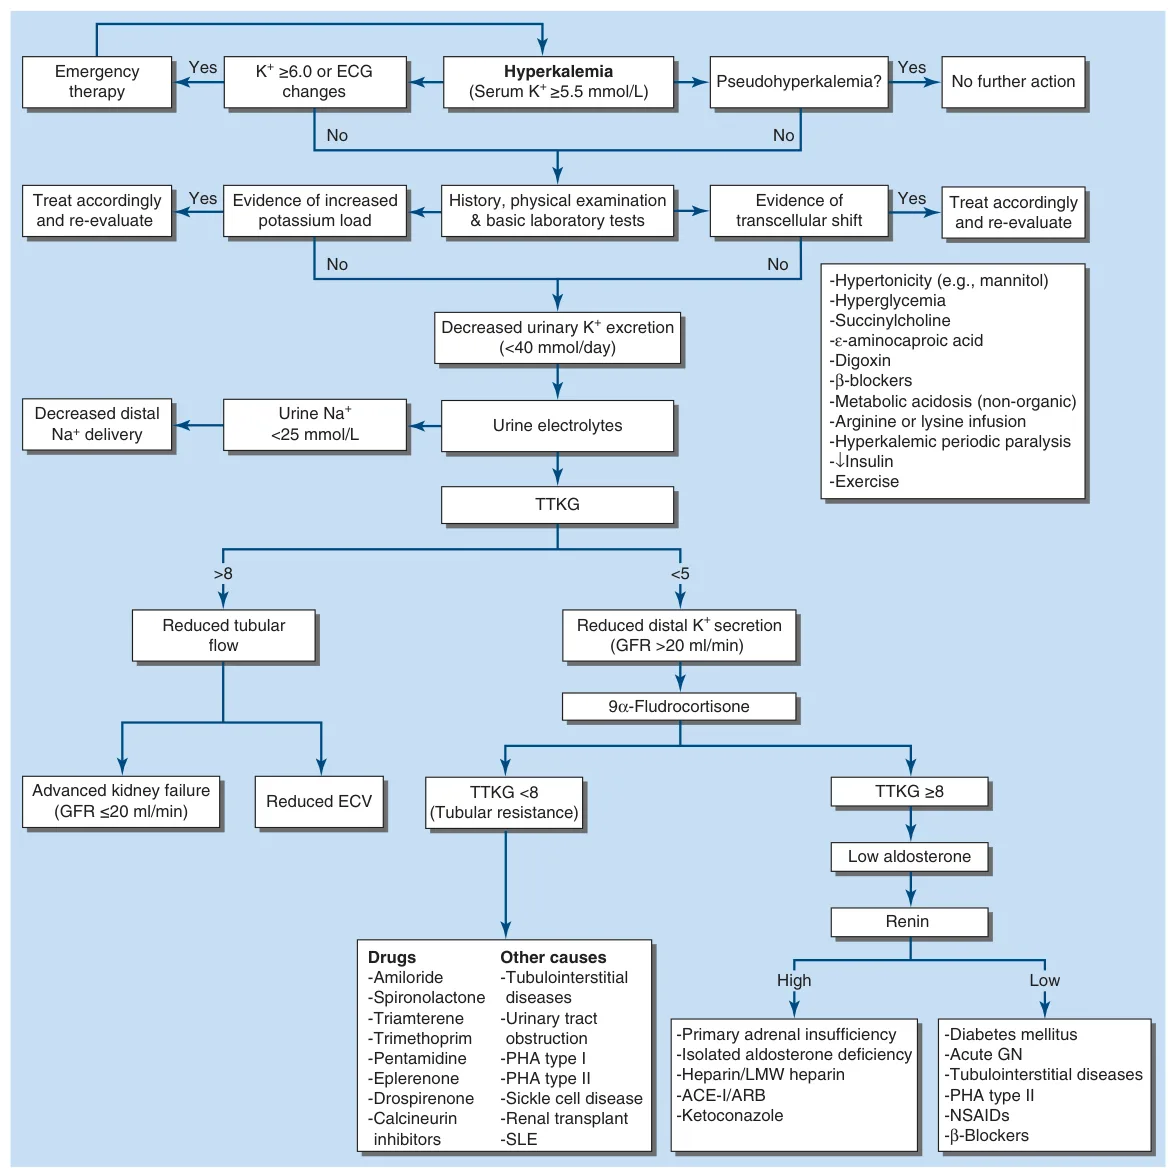 Emergency
therapy
Yes
K⁺ ≥6.0 or ECG
changes
Hyperkalemia
(Serum K⁺ ≥5.5 mmol/L)
Pseudohyperkalemia?
Yes
No further action
No
No
Treat accordingly
and re-evaluate
Yes
Evidence of increased
potassium load
History, physical examination
& basic laboratory tests
Evidence of
transcellular shift
Yes
Treat accordingly
and re-evaluate
No
No
-Hypertonicity (e.g., mannitol)
-Hyperglycemia
-Succinylcholine
-ε-aminocaproic acid
-Digoxin
-β-blockers
-Metabolic acidosis (non-organic)
-Arginine or lysine infusion
-Hyperkalemic periodic paralysis
-↓Insulin
-Exercise
Decreased urinary K⁺ excretion
(<40 mmol/day)
Decreased distal
Na⁺ delivery
Urine Na⁺
<25 mmol/L
Urine electrolytes
TTKG
>8
<5
Reduced tubular
flow
Reduced distal K⁺ secretion
(GFR >20 ml/min)
9α-Fludrocortisone
Advanced kidney failure
(GFR ≤20 ml/min)
Reduced ECV
TTKG <8
(Tubular resistance)
TTKG ≥8
Low aldosterone
Renin
High
Low
Drugs
-Amiloride
-Spironolactone
-Triamterene
-Trimethoprim
-Pentamidine
-Eplerenone
-Drospirenone
-Calcineurin
inhibitors
Other causes
-Tubulointerstitial
diseases
-Urinary tract
obstruction
-PHA type I
-PHA type II
-Sickle cell disease
-Renal transplant
-SLE
-Primary adrenal insufficiency
-Isolated aldosterone deficiency
-Heparin/LMW heparin
-ACE-I/ARB
-Ketoconazole
-Diabetes mellitus
-Acute GN
-Tubulointerstitial diseases
-PHA type II
-NSAIDs
-β-Blockers